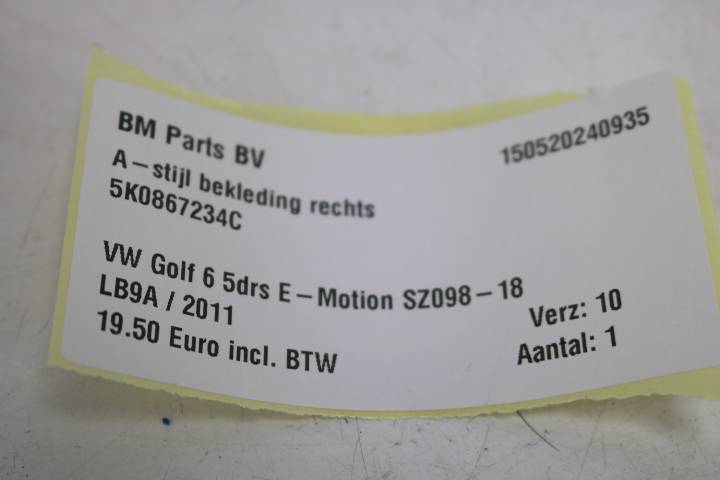 BM Parts BV
150520240935
A-stijl bekleding rechts
5K0867234C
VW Golf 6 5drs E-Motion SZ098-18
LB9A / 2011
Verz: 10
19.50 Euro incl. BTW
Aantal: 1